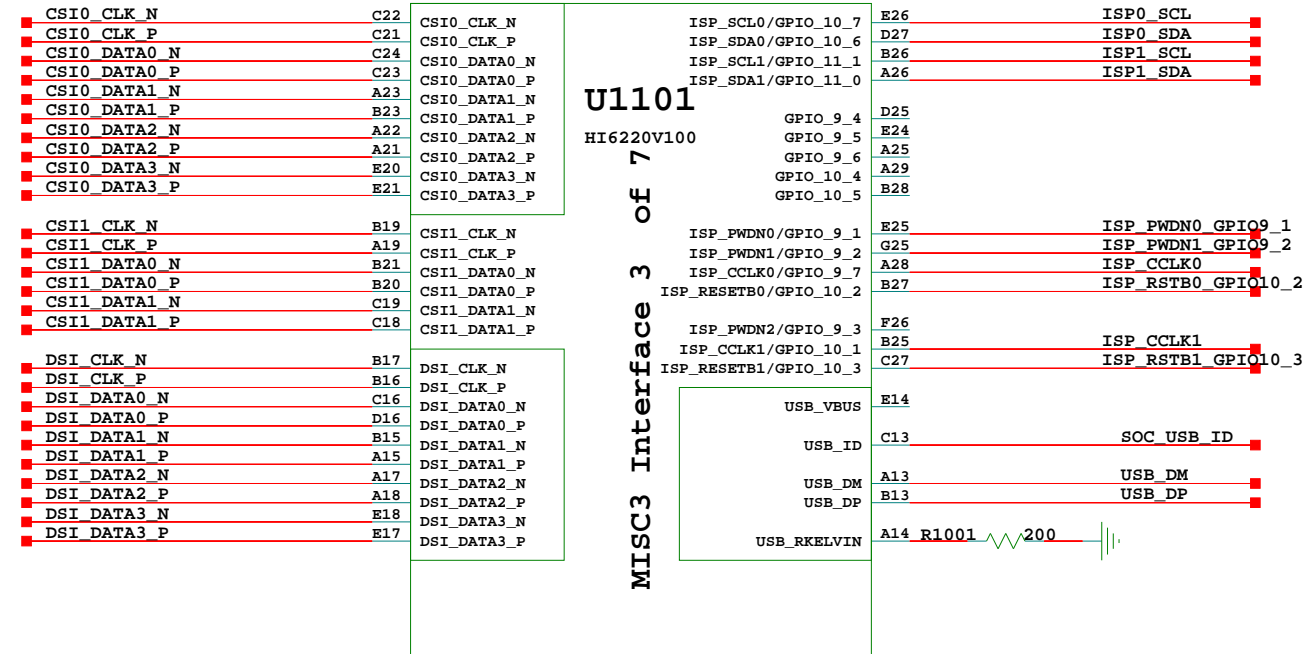 CSI0_CLK_N C22 CSI0_CLK_N
CSI0_CLK_P C21 CSI0_CLK_P
CSI0_DATA0_N C24 CSI0_DATA0_N
CSI0_DATA0_P C23 CSI0_DATA0_P
CSI0_DATA1_N A23 CSI0_DATA1_N
CSI0_DATA1_P B23 CSI0_DATA1_P
CSI0_DATA2_N A22 CSI0_DATA2_N
CSI0_DATA2_P A21 CSI0_DATA2_P
CSI0_DATA3_N E20 CSI0_DATA3_N
CSI0_DATA3_P E21 CSI0_DATA3_P
CSI1_CLK_N B19 CSI1_CLK_N
CSI1_CLK_P A19 CSI1_CLK_P
CSI1_DATA0_N B21 CSI1_DATA0_N
CSI1_DATA0_P B20 CSI1_DATA0_P
CSI1_DATA1_N C19 CSI1_DATA1_N
CSI1_DATA1_P C18 CSI1_DATA1_P
DSI_CLK_N B17 DSI_CLK_N
DSI_CLK_P B16 DSI_CLK_P
DSI_DATA0_N C16 DSI_DATA0_N
DSI_DATA0_P D16 DSI_DATA0_P
DSI_DATA1_N B15 DSI_DATA1_N
DSI_DATA1_P A15 DSI_DATA1_P
DSI_DATA2_N A17 DSI_DATA2_N
DSI_DATA2_P A18 DSI_DATA2_P
DSI_DATA3_N E18 DSI_DATA3_N
DSI_DATA3_P E17 DSI_DATA3_P
U1101
HI6220V100
MISC3 Interface 3 of 7
ISP_SCL0/GPIO_10_7 E26 ISP0_SCL
ISP_SDA0/GPIO_10_6 D27 ISP0_SDA
ISP_SCL1/GPIO_11_1 B26 ISP1_SCL
ISP_SDA1/GPIO_11_0 A26 ISP1_SDA
GPIO_9_4 D25
GPIO_9_5 E24
GPIO_9_6 A25
GPIO_10_4 A29
GPIO_10_5 B28
ISP_PWDN0/GPIO_9_1 E25 ISP_PWDN0_GPIO9_1
ISP_PWDN1/GPIO_9_2 G25 ISP_PWDN1_GPIO9_2
ISP_CCLK0/GPIO_9_7 A28 ISP_CCLK0
ISP_RESETB0/GPIO_10_2 B27 ISP_RSTB0_GPIO10_2
ISP_PWDN2/GPIO_9_3 F26
ISP_CCLK1/GPIO_10_1 B25 ISP_CCLK1
ISP_RESETB1/GPIO_10_3 C27 ISP_RSTB1_GPIO10_3
USB_VBUS E14
USB_ID C13 SOC_USB_ID
USB_DM A13 USB_DM
USB_DP B13 USB_DP
USB_RKELVIN A14 R1001 200